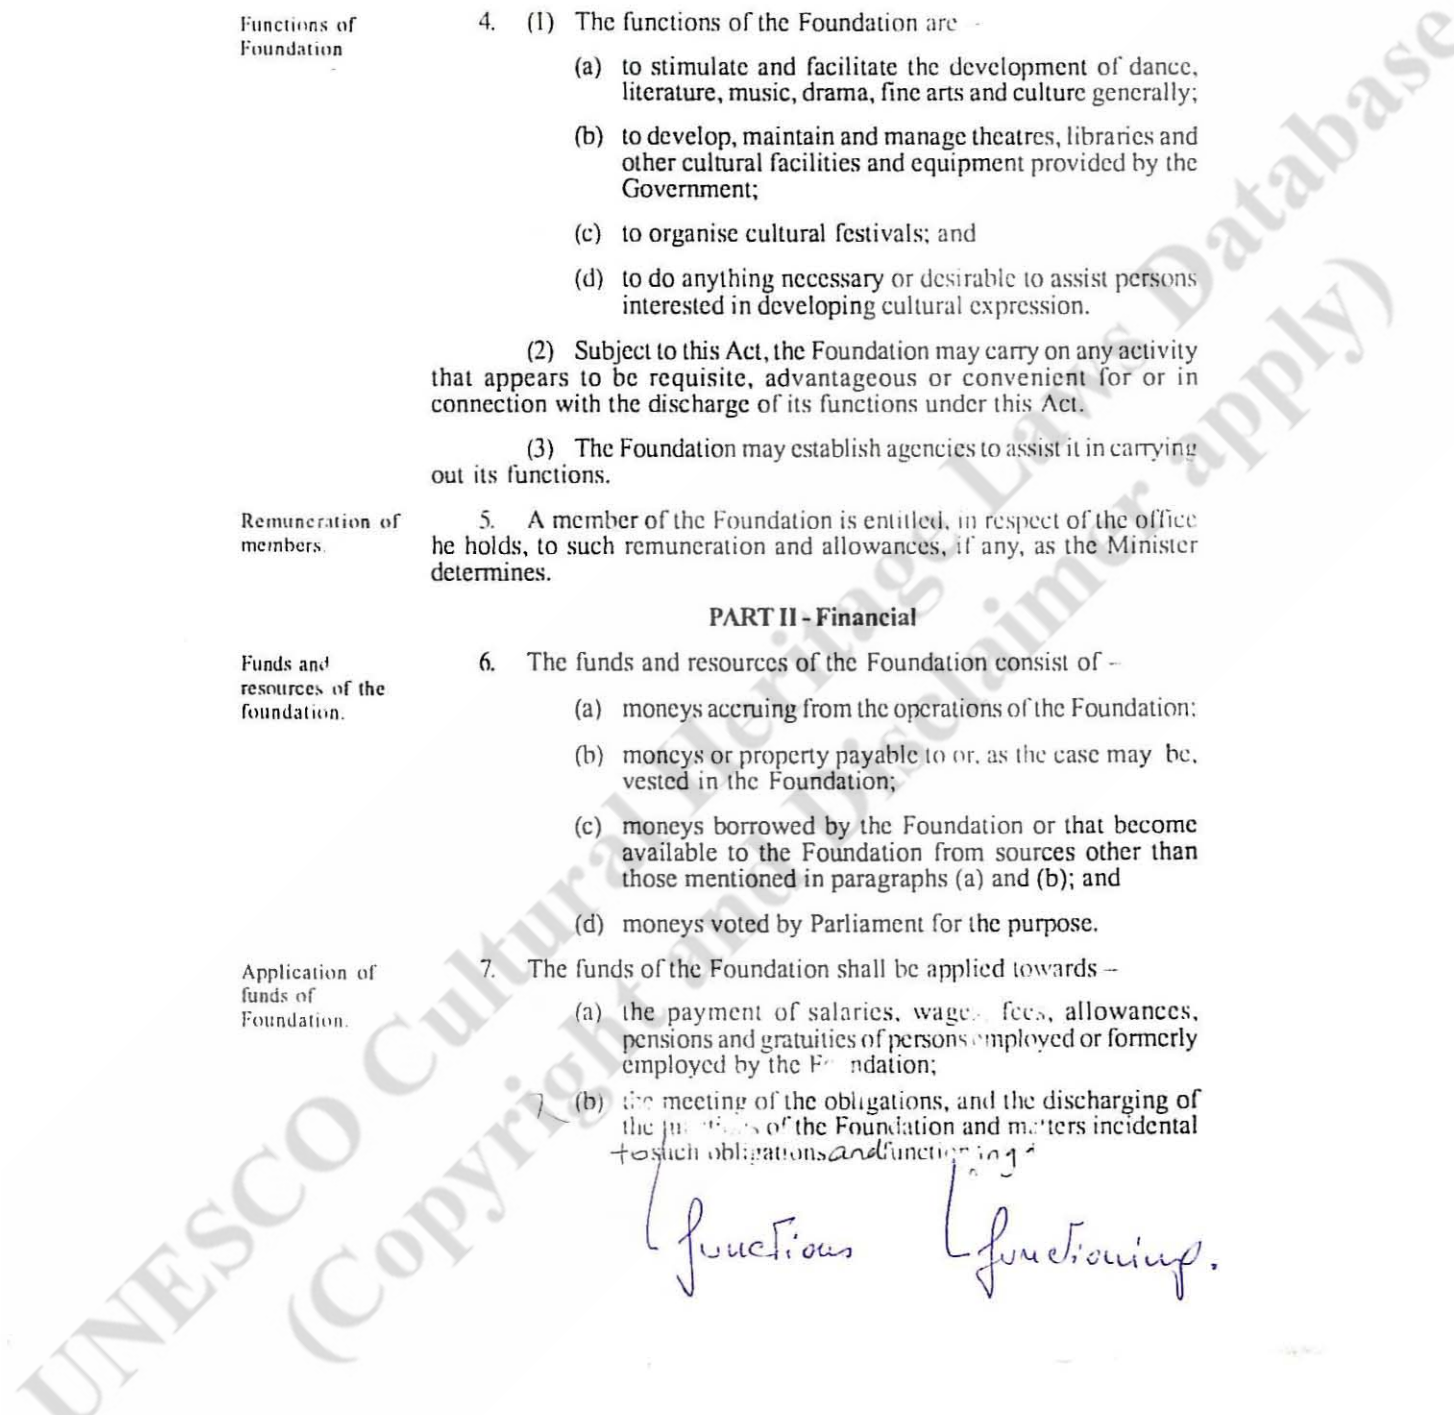 Functions of
Foundation
4. (1) The functions of the Foundation are -
(a) to stimulate and facilitate the development of dance,
literature, music, drama, fine arts and culture generally;
(b) to develop, maintain and manage theatres, libraries and
other cultural facilities and equipment provided by the
Government;
(c) to organise cultural festivals; and
(d) to do anything necessary or desirable to assist persons
interested in developing cultural expression.
(2) Subject to this Act, the Foundation may carry on any activity
that appears to be requisite, advantageous or convenient for or in
connection with the discharge of its functions under this Act.
(3) The Foundation may establish agencies to assist it in carrying
out its functions.
Remuneration of
members.
5. A member of the Foundation is entitled, in respect of the office
he holds, to such remuneration and allowances, if any, as the Minister
determines.
PART II - Financial
Funds and
resources of the
foundation.
6. The funds and resources of the Foundation consist of –
(a) moneys accruing from the operations of the Foundation;
(b) moneys or property payable to or, as the case may be,
vested in the Foundation;
(c) moneys borrowed by the Foundation or that become
available to the Foundation from sources other than
those mentioned in paragraphs (a) and (b); and
(d) moneys voted by Parliament for the purpose.
Application of
funds of
Foundation.
7. The funds of the Foundation shall be applied towards –
(a) the payment of salaries, wage fees, allowances,
pensions and gratuities of persons employed or formerly
employed by the F ndation;
(b) the meeting of the obligations, and the discharging of
the of the Foundation and matters incidental
to such obligations and functioning
functions functioning.
UNESCO Cultural Heritage Laws Database
(Copyright and Disclaimer apply)